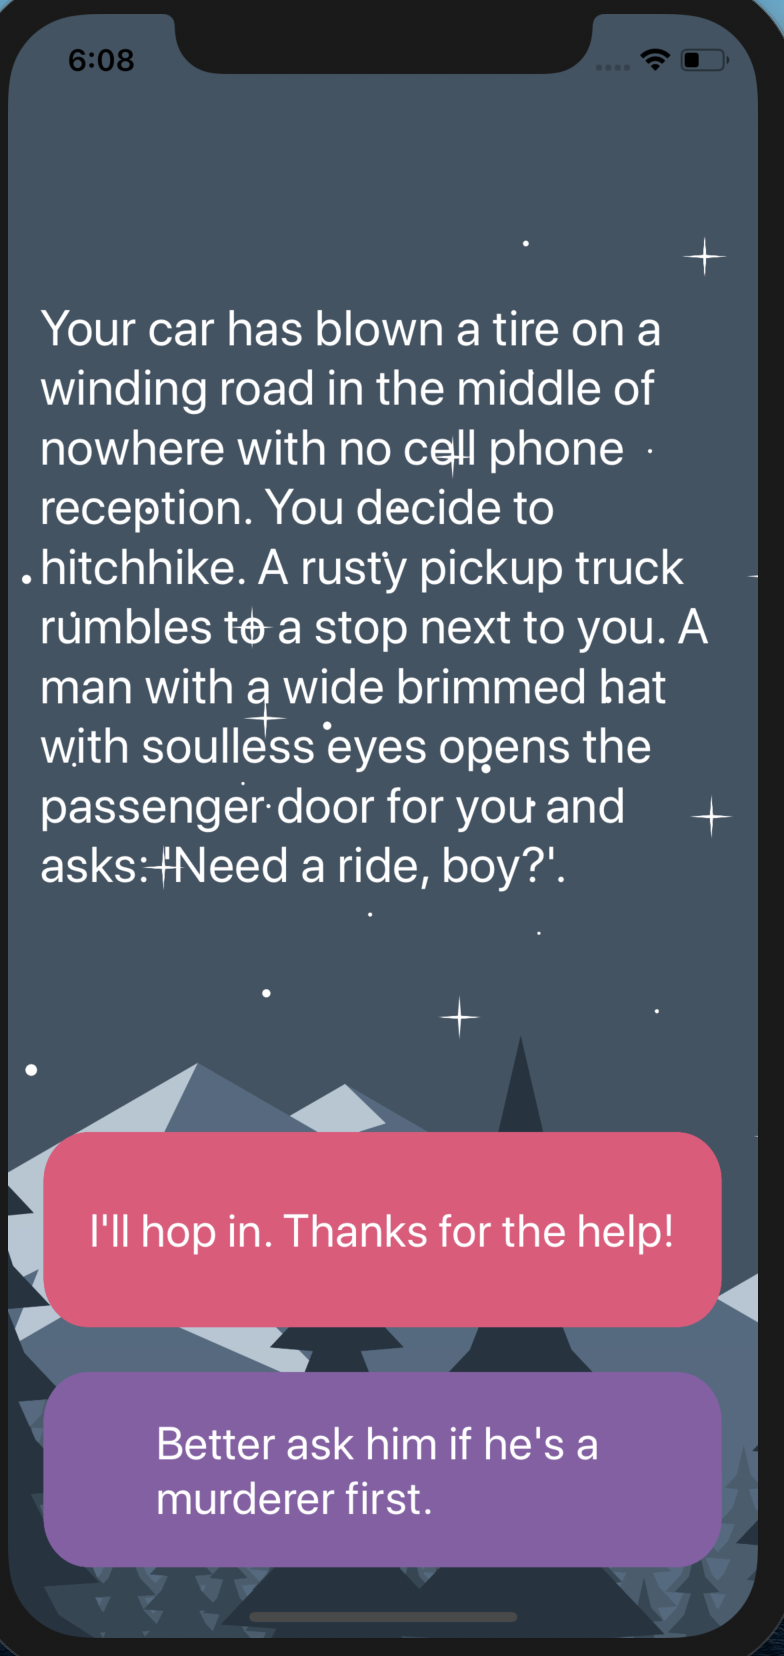 6:08
Your car has blown a tire on a
winding road in the middle of
nowhere with no cell phone
reception. You decide to
hitchhike. A rusty pickup truck
rumbles to a stop next to you. A
man with a wide brimmed hat
with soulless eyes opens the
passenger door for you and
asks: 'Need a ride, boy?'.
I'll hop in. Thanks for the help!
Better ask him if he's a
murderer first.